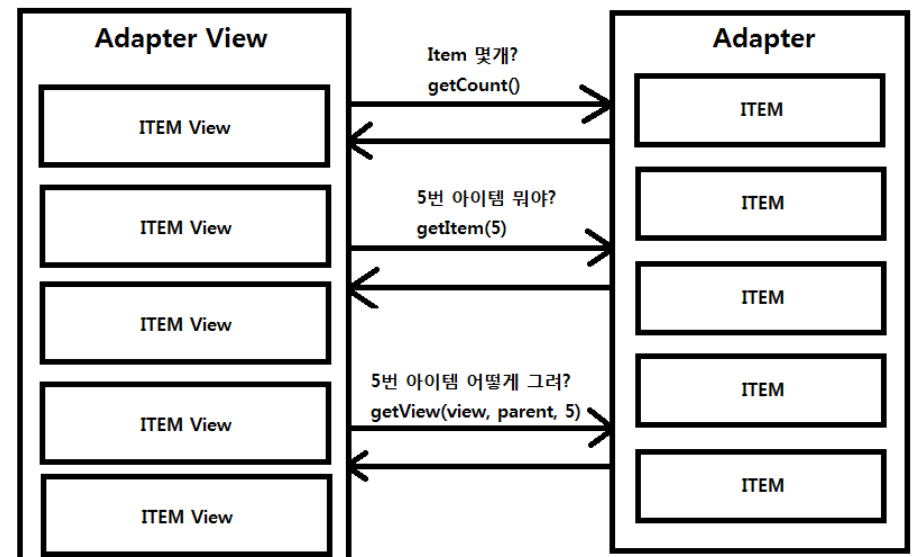 Adapter View
ITEM View
ITEM View
ITEM View
ITEM View
ITEM View
Item 몇개?
getCount()
5번 아이템 뭐야?
getItem(5)
5번 아이템 어떻게 그려?
getView(view, parent, 5)
Adapter
ITEM
ITEM
ITEM
ITEM
ITEM